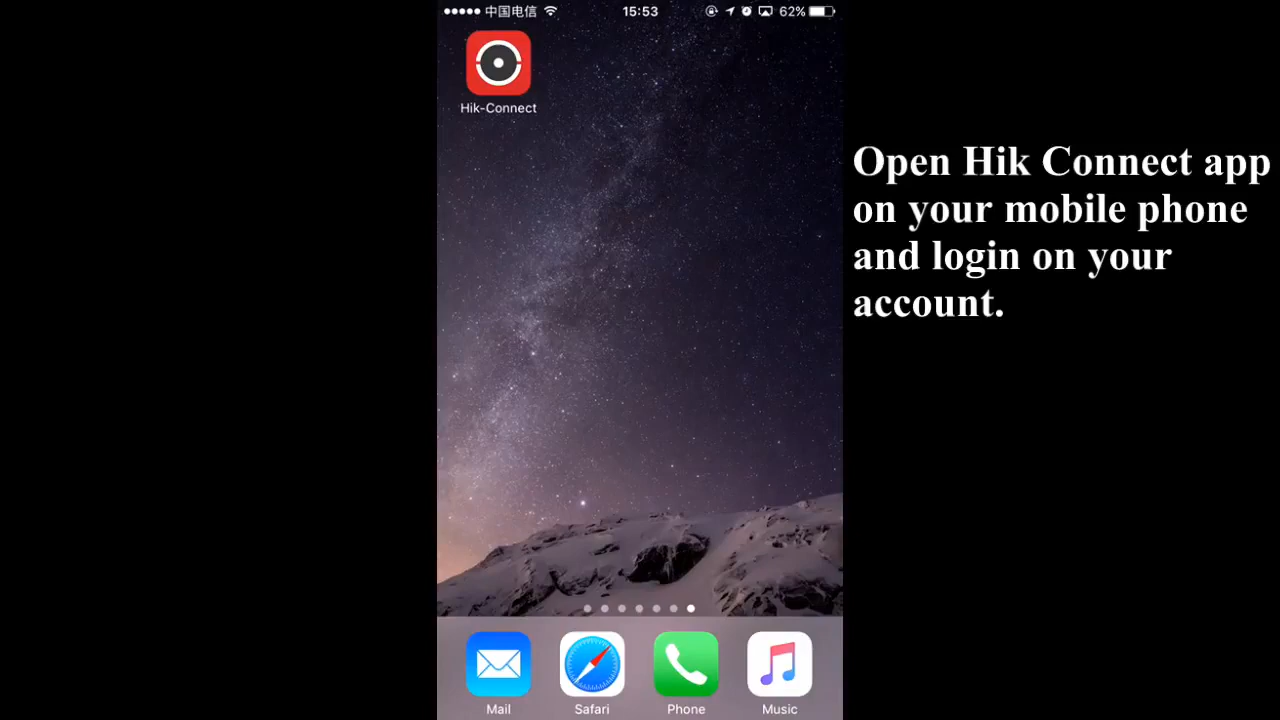 中国电信
15:53
62%
Hik-Connect
Open Hik Connect app
on your mobile phone
and login on your
account.
Mail
Safari
Phone
Music